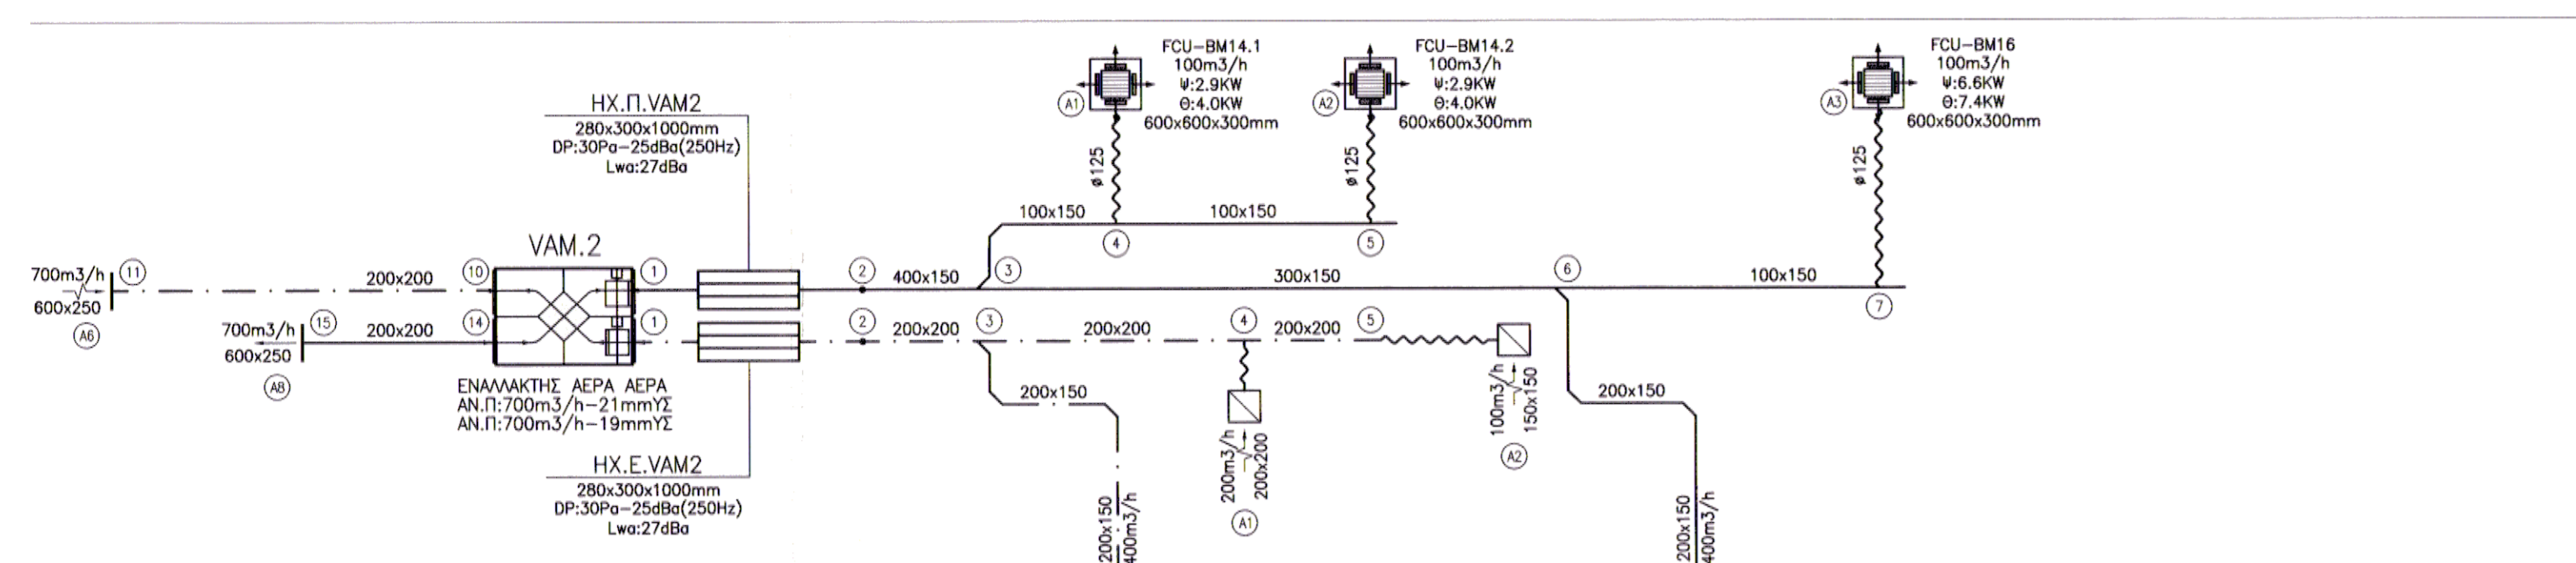 FCU-BM14.1
100m3/h
Ψ:2.9KW
Θ:4.0KW
600x600x300mm
A1
FCU-BM14.2
100m3/h
Ψ:2.9KW
Θ:4.0KW
600x600x300mm
A2
FCU-BM16
100m3/h
Ψ:6.6KW
Θ:7.4KW
600x600x300mm
A3
ΗΧ.Π.VAM2
280x300x1000mm
DP:30Pa-25dBa(250Hz)
Lwa:27dBa
ø125
ø125
ø125
100x150
100x150
4
5
VAM.2
700m3/h
11
600x250
A6
200x200
10
1
2
400x150
3
300x150
6
100x150
7
700m3/h
15
600x250
A8
200x200
14
1
2
200x200
3
200x200
4
200x200
5
ΕΝΑΛΛΑΚΤΗΣ ΑΕΡΑ ΑΕΡΑ
ΑΝ.Π:700m3/h-21mmΥΣ
ΑΝ.Π:700m3/h-19mmΥΣ
200x150
200x150
100m3/h
150x150
A2
200m3/h
200x200
A1
ΗΧ.Ε.VAM2
280x300x1000mm
DP:30Pa-25dBa(250Hz)
Lwa:27dBa
200x150
400m3/h
200x150
400m3/h